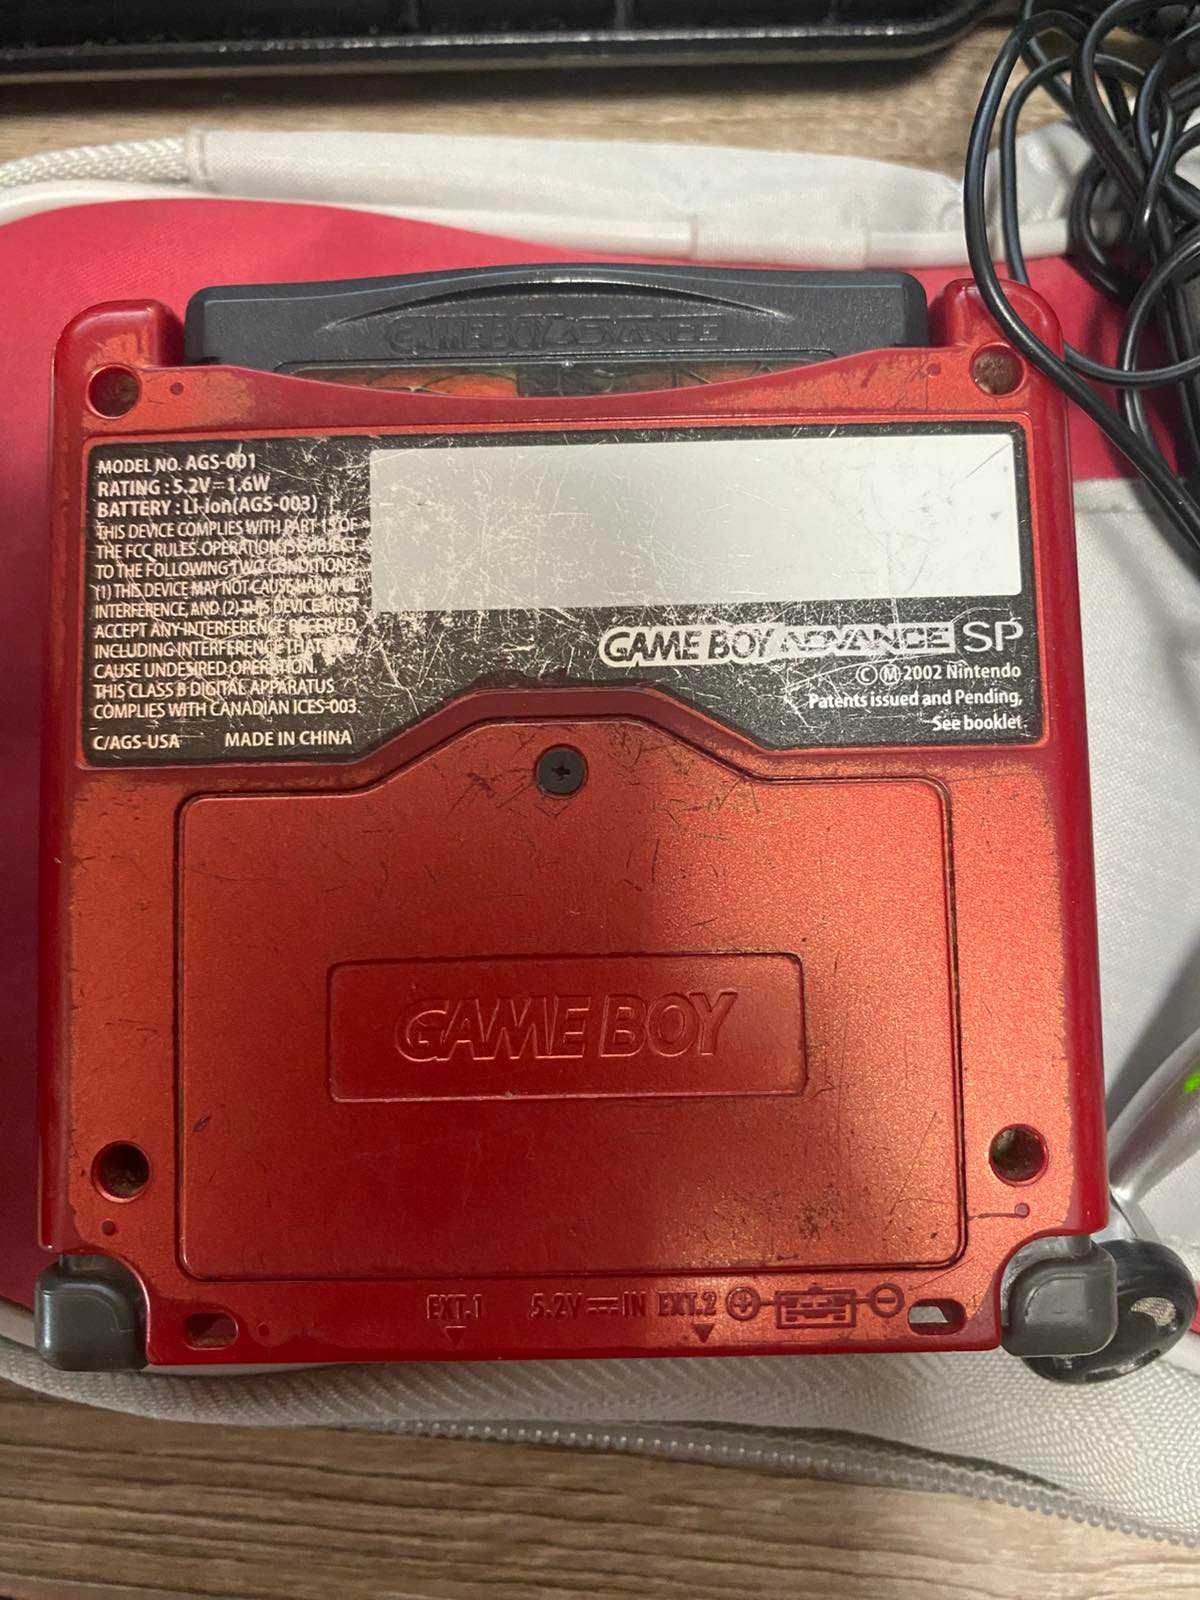 GAME BOY ADVANCE
MODEL NO. AGS-001
RATING : 5.2V⎓1.6W
BATTERY : Li-ion(AGS-003)
THIS DEVICE COMPLIES WITH PART 15 OF
THE FCC RULES. OPERATION IS SUBJECT
TO THE FOLLOWING TWO CONDITIONS:
(1) THIS DEVICE MAY NOT CAUSE HARMFUL
INTERFERENCE, AND (2) THIS DEVICE MUST
ACCEPT ANY INTERFERENCE RECEIVED,
INCLUDING INTERFERENCE THAT MAY
CAUSE UNDESIRED OPERATION.
THIS CLASS B DIGITAL APPARATUS
COMPLIES WITH CANADIAN ICES-003.
C/AGS-USA MADE IN CHINA
GAME BOY ADVANCE SP
©Ⓜ2002 Nintendo
Patents issued and Pending,
See booklet.
GAME BOY
EXT.1 5.2V⎓IN EXT.2